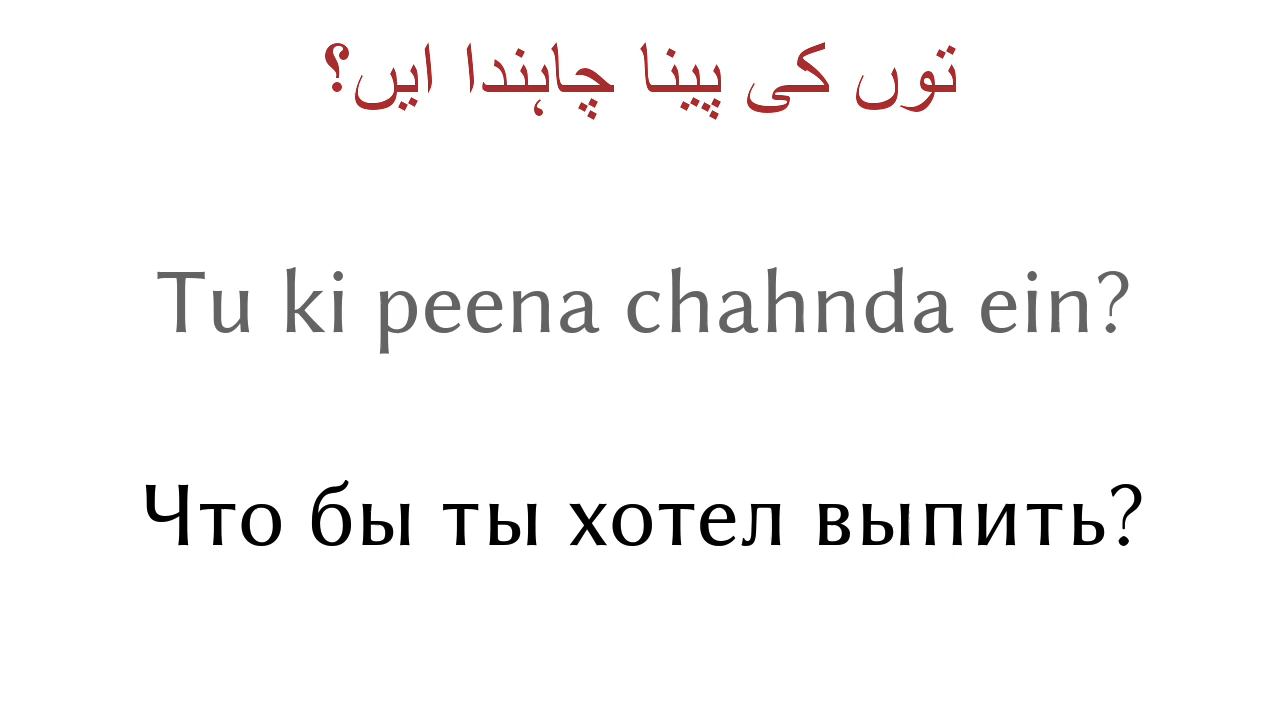 توں کی پینا چاہندا ایں؟
Tu ki peena chahnda ein?
Что бы ты хотел выпить?